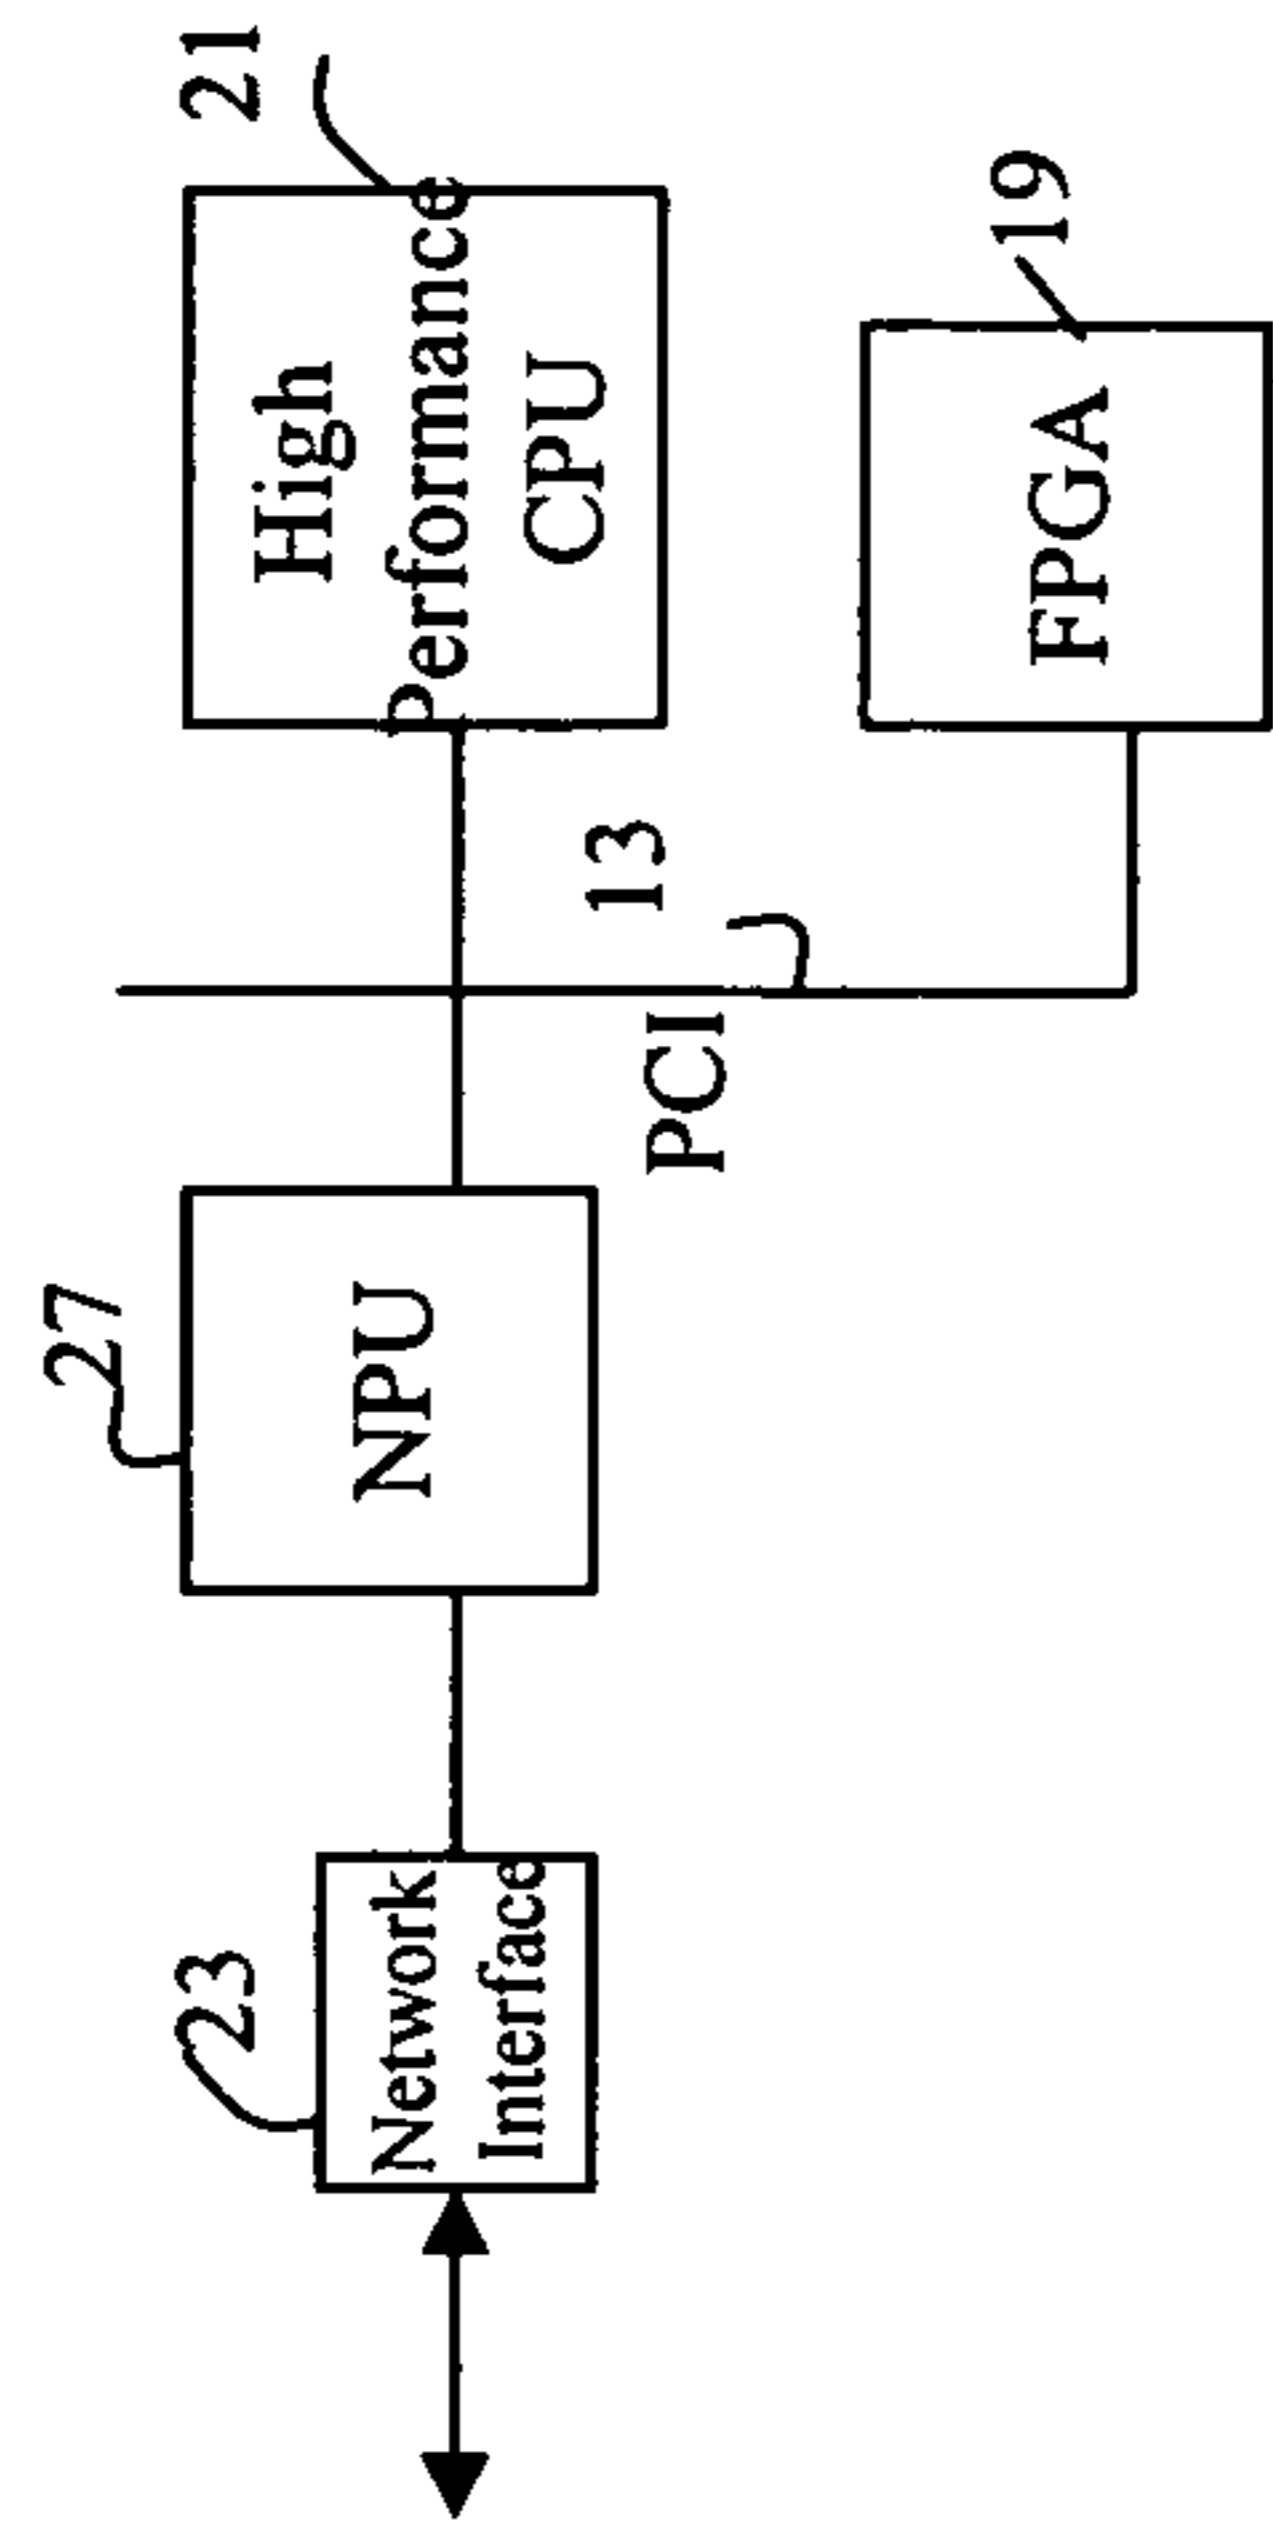 23
Network
Interface
27
NPU
PCI
13
High
Performance
CPU
21
FPGA
19